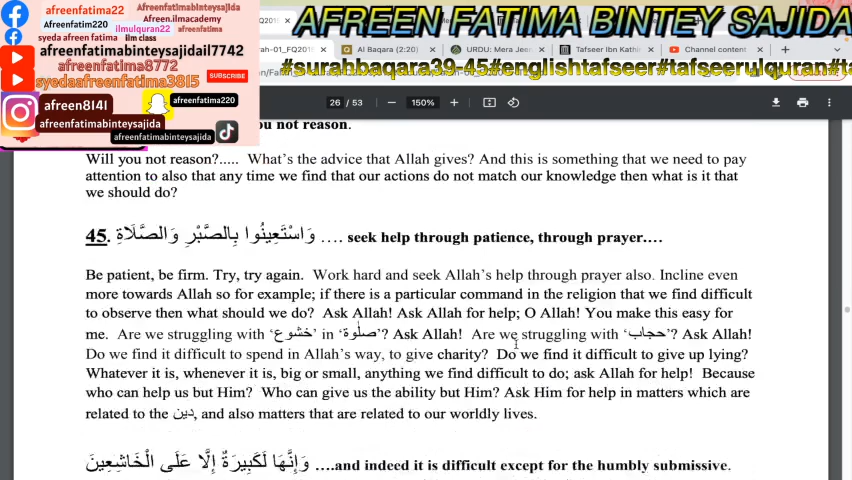 AFREEN FATIMA BINTEY SAJIDA
afreenfatima22
Afreen.ilmacademy
@afreenfatimabinteysajida
Afreenfatim220
ilmulquran22
afreenfatima
syeda afreen fatima
ilm class
afreenfatimabinteysajidail7742
afreenfatima8772
syedaafreenfatima3815
SUBSCRIBE
afreen8141
afreenfatima220
afreenfatimabinteysajida
afreenfatimabinteysajida
Al Baqara (2:20)
URDU: Mera Jeen
Tafseer Ibn Kathir
Channel content
#surahbaqara39-45#englishtafseer#tafseerulquran#ta
26 / 53
150%
you not reason.
Will you not reason?..... What's the advice that Allah gives? And this is something that we need to pay
attention to also that any time we find that our actions do not match our knowledge then what is it that
we should do?
45. وَاسْتَعِينُوا بِالصَّبْرِ وَالصَّلَاةِ .... seek help through patience, through prayer....
Be patient, be firm. Try, try again. Work hard and seek Allah's help through prayer also. Incline even
more towards Allah so for example; if there is a particular command in the religion that we find difficult
to observe then what should we do? Ask Allah! Ask Allah for help; O Allah! You make this easy for
me. Are we struggling with 'خشوع' in 'صلٰوة'? Ask Allah! Are we struggling with 'حجاب'? Ask Allah!
Do we find it difficult to spend in Allah's way, to give charity? Do we find it difficult to give up lying?
Whatever it is, whenever it is, big or small, anything we find difficult to do; ask Allah for help! Because
who can help us but Him? Who can give us the ability but Him? Ask Him for help in matters which are
related to the دین, and also matters that are related to our worldly lives.
وَإِنَّهَا لَكَبِيرَةٌ إِلَّا عَلَى الْخَاشِعِينَ ....and indeed it is difficult except for the humbly submissive.